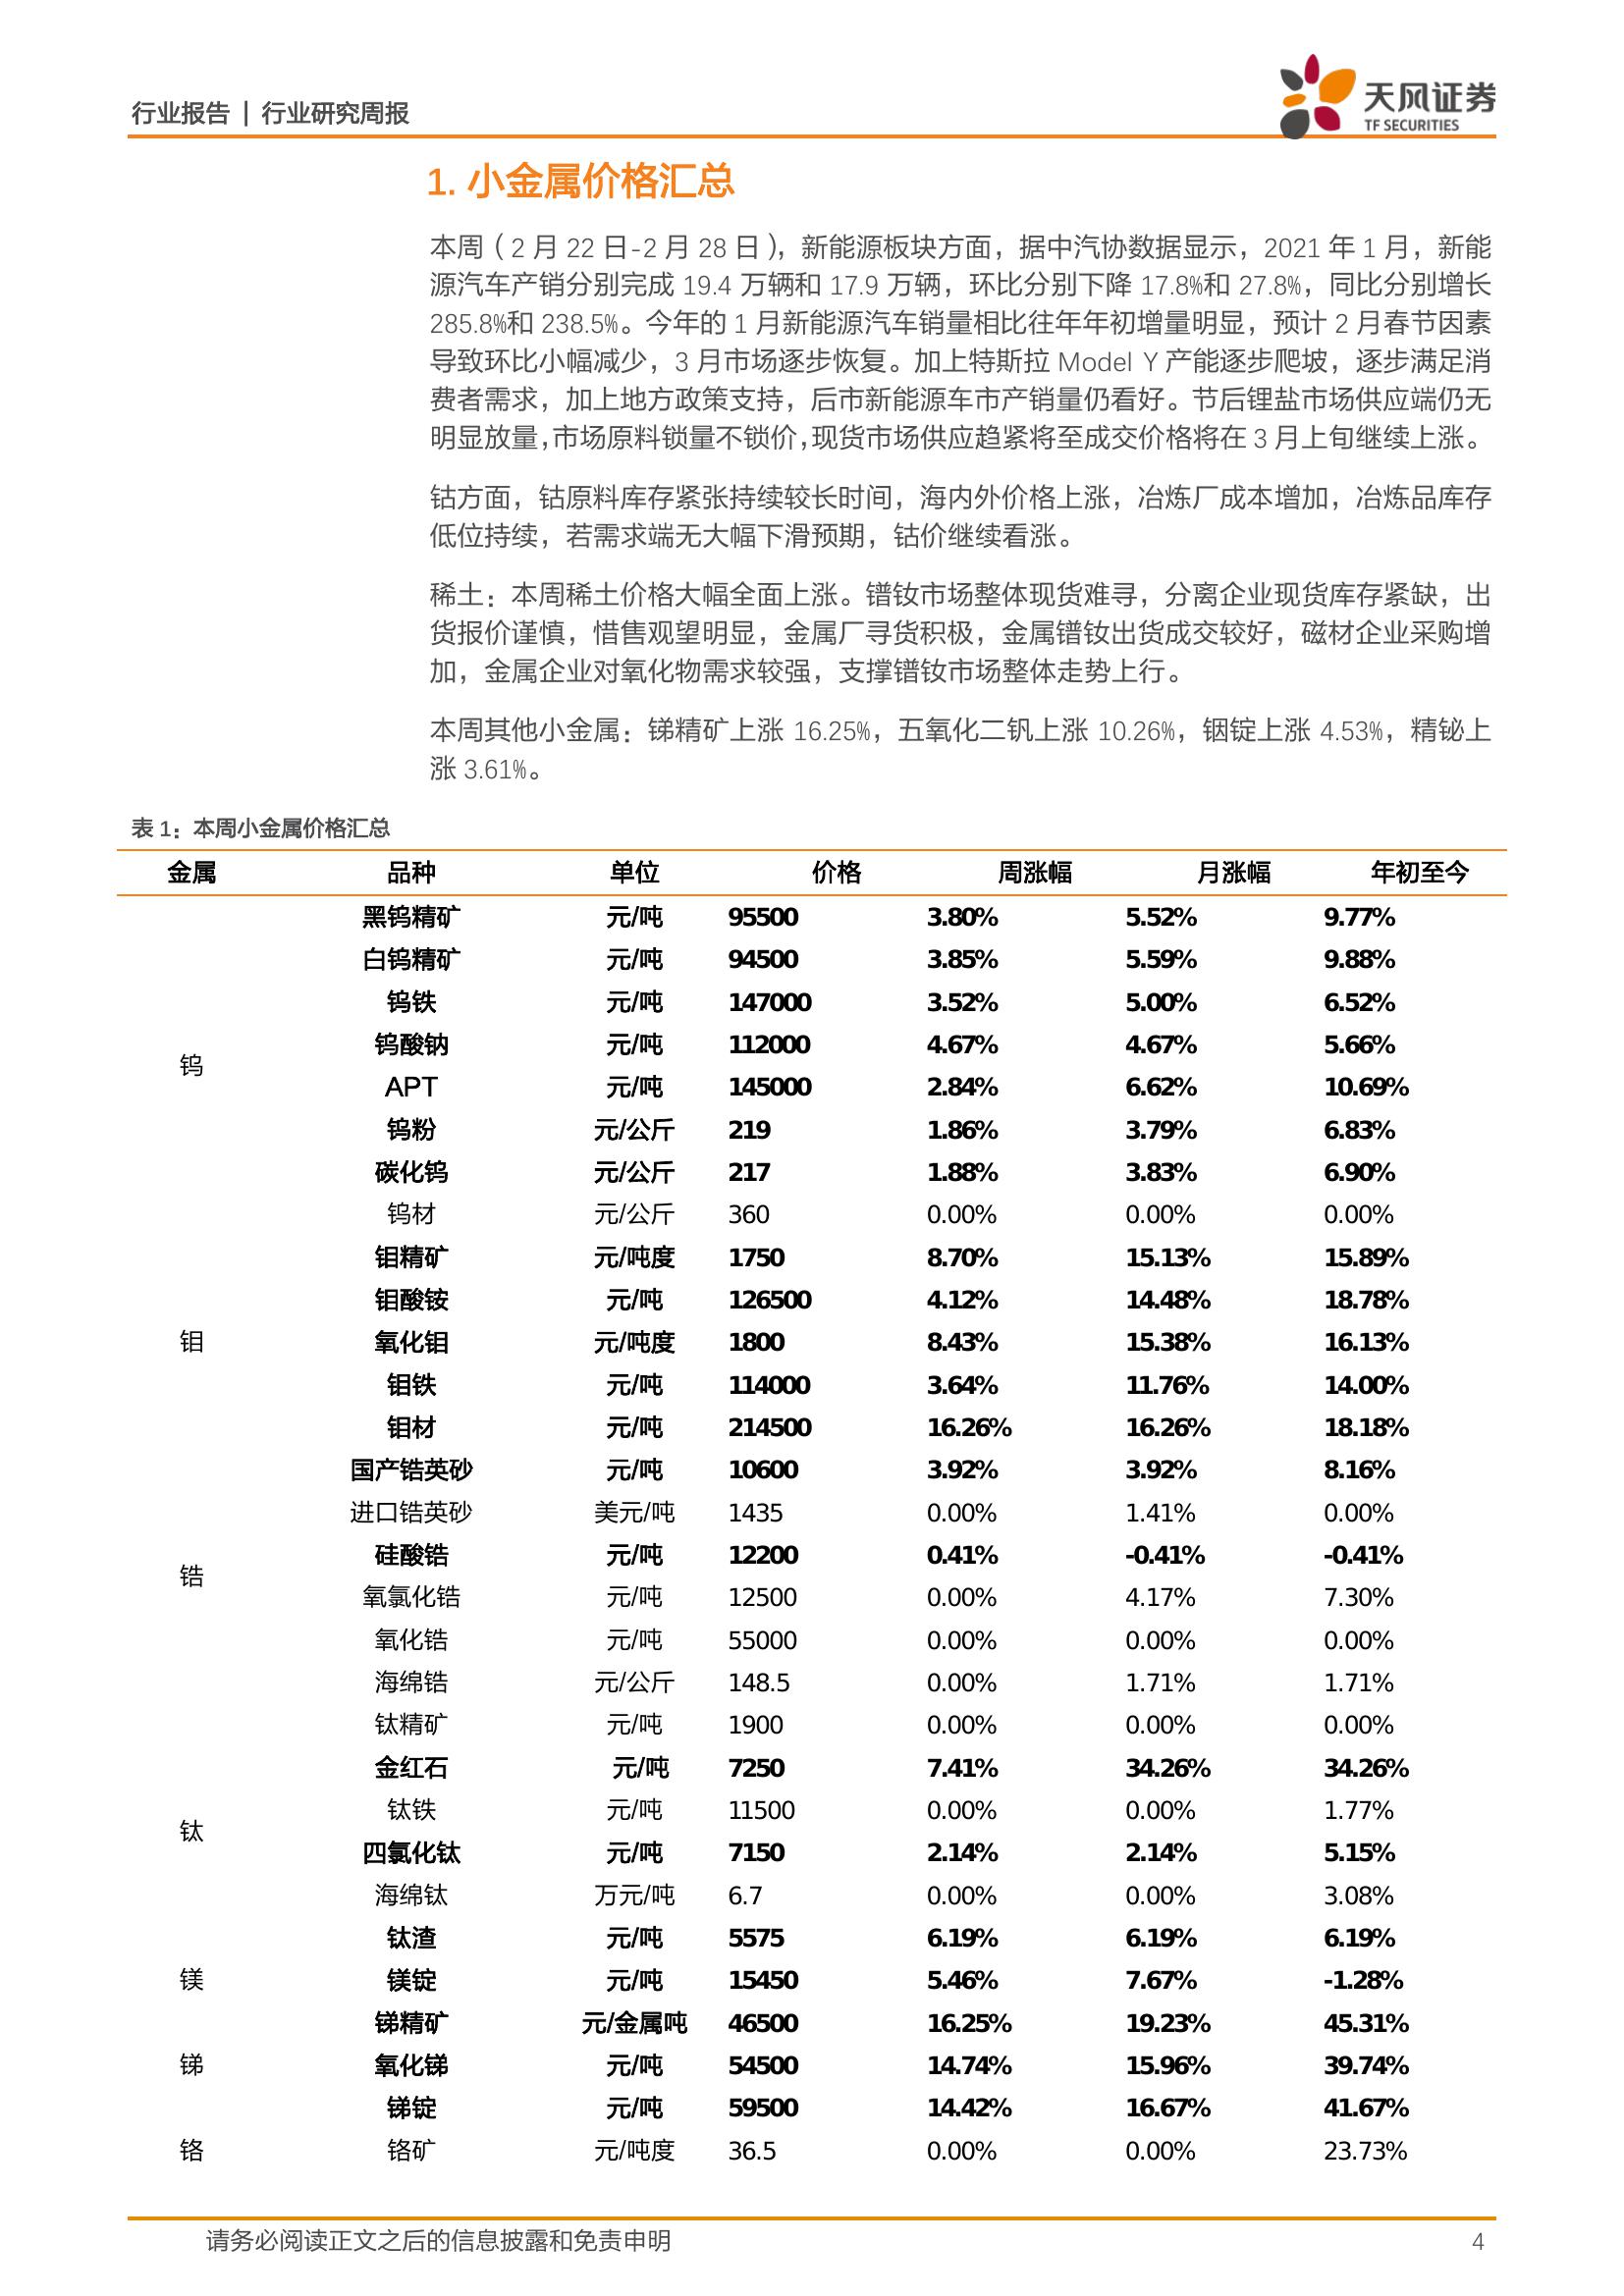 行业报告 | 行业研究周报
天风证券
TF SECURITIES
1. 小金属价格汇总
本周（2 月 22 日-2 月 28 日），新能源板块方面，据中汽协数据显示，2021 年 1 月，新能
源汽车产销分别完成 19.4 万辆和 17.9 万辆，环比分别下降 17.8%和 27.8%，同比分别增长
285.8%和 238.5%。今年的 1 月新能源汽车销量相比往年年初增量明显，预计 2 月春节因素
导致环比小幅减少，3 月市场逐步恢复。加上特斯拉 Model Y 产能逐步爬坡，逐步满足消
费者需求，加上地方政策支持，后市新能源车市产销量仍看好。节后锂盐市场供应端仍无
明显放量，市场原料锁量不锁价，现货市场供应趋紧将至成交价格将在 3 月上旬继续上涨。
钴方面，钴原料库存紧张持续较长时间，海内外价格上涨，冶炼厂成本增加，冶炼品库存
低位持续，若需求端无大幅下滑预期，钴价继续看涨。
稀土：本周稀土价格大幅全面上涨。镨钕市场整体现货难寻，分离企业现货库存紧缺，出
货报价谨慎，惜售观望明显，金属厂寻货积极，金属镨钕出货成交较好，磁材企业采购增
加，金属企业对氧化物需求较强，支撑镨钕市场整体走势上行。
本周其他小金属：锑精矿上涨 16.25%，五氧化二钒上涨 10.26%，铟锭上涨 4.53%，精铋上
涨 3.61%。
表 1：本周小金属价格汇总
金属 品种 单位 价格 周涨幅 月涨幅 年初至今
黑钨精矿 元/吨 95500 3.80% 5.52% 9.77%
白钨精矿 元/吨 94500 3.85% 5.59% 9.88%
钨铁 元/吨 147000 3.52% 5.00% 6.52%
钨酸钠 元/吨 112000 4.67% 4.67% 5.66%
钨
APT 元/吨 145000 2.84% 6.62% 10.69%
钨粉 元/公斤 219 1.86% 3.79% 6.83%
碳化钨 元/公斤 217 1.88% 3.83% 6.90%
钨材 元/公斤 360 0.00% 0.00% 0.00%
钼精矿 元/吨度 1750 8.70% 15.13% 15.89%
钼酸铵 元/吨 126500 4.12% 14.48% 18.78%
钼 氧化钼 元/吨度 1800 8.43% 15.38% 16.13%
钼铁 元/吨 114000 3.64% 11.76% 14.00%
钼材 元/吨 214500 16.26% 16.26% 18.18%
国产锆英砂 元/吨 10600 3.92% 3.92% 8.16%
进口锆英砂 美元/吨 1435 0.00% 1.41% 0.00%
硅酸锆 元/吨 12200 0.41% -0.41% -0.41%
锆
氧氯化锆 元/吨 12500 0.00% 4.17% 7.30%
氧化锆 元/吨 55000 0.00% 0.00% 0.00%
海绵锆 元/公斤 148.5 0.00% 1.71% 1.71%
钛精矿 元/吨 1900 0.00% 0.00% 0.00%
金红石 元/吨 7250 7.41% 34.26% 34.26%
钛铁 元/吨 11500 0.00% 0.00% 1.77%
钛
四氯化钛 元/吨 7150 2.14% 2.14% 5.15%
海绵钛 万元/吨 6.7 0.00% 0.00% 3.08%
钛渣 元/吨 5575 6.19% 6.19% 6.19%
镁 镁锭 元/吨 15450 5.46% 7.67% -1.28%
锑精矿 元/金属吨 46500 16.25% 19.23% 45.31%
锑 氧化锑 元/吨 54500 14.74% 15.96% 39.74%
锑锭 元/吨 59500 14.42% 16.67% 41.67%
铬 铬矿 元/吨度 36.5 0.00% 0.00% 23.73%
请务必阅读正文之后的信息披露和免责申明 4